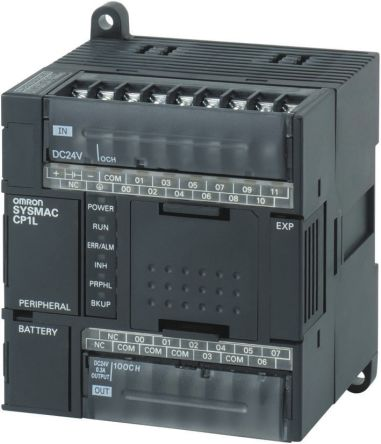 IN
DC24V 0CH
+ - COM 01 03 05 07 09 11
NC 00 02 04 06 08 10
OMRON
SYSMAC
CP1L
POWER
RUN
ERR/ALM
INH
PRPHL
BKUP
EXP
PERIPHERAL
BATTERY
NC 00 01 02 04 05 07
NC COM COM COM 03 COM 06
DC24V
0.3A
OUTPUT
100CH
OUT